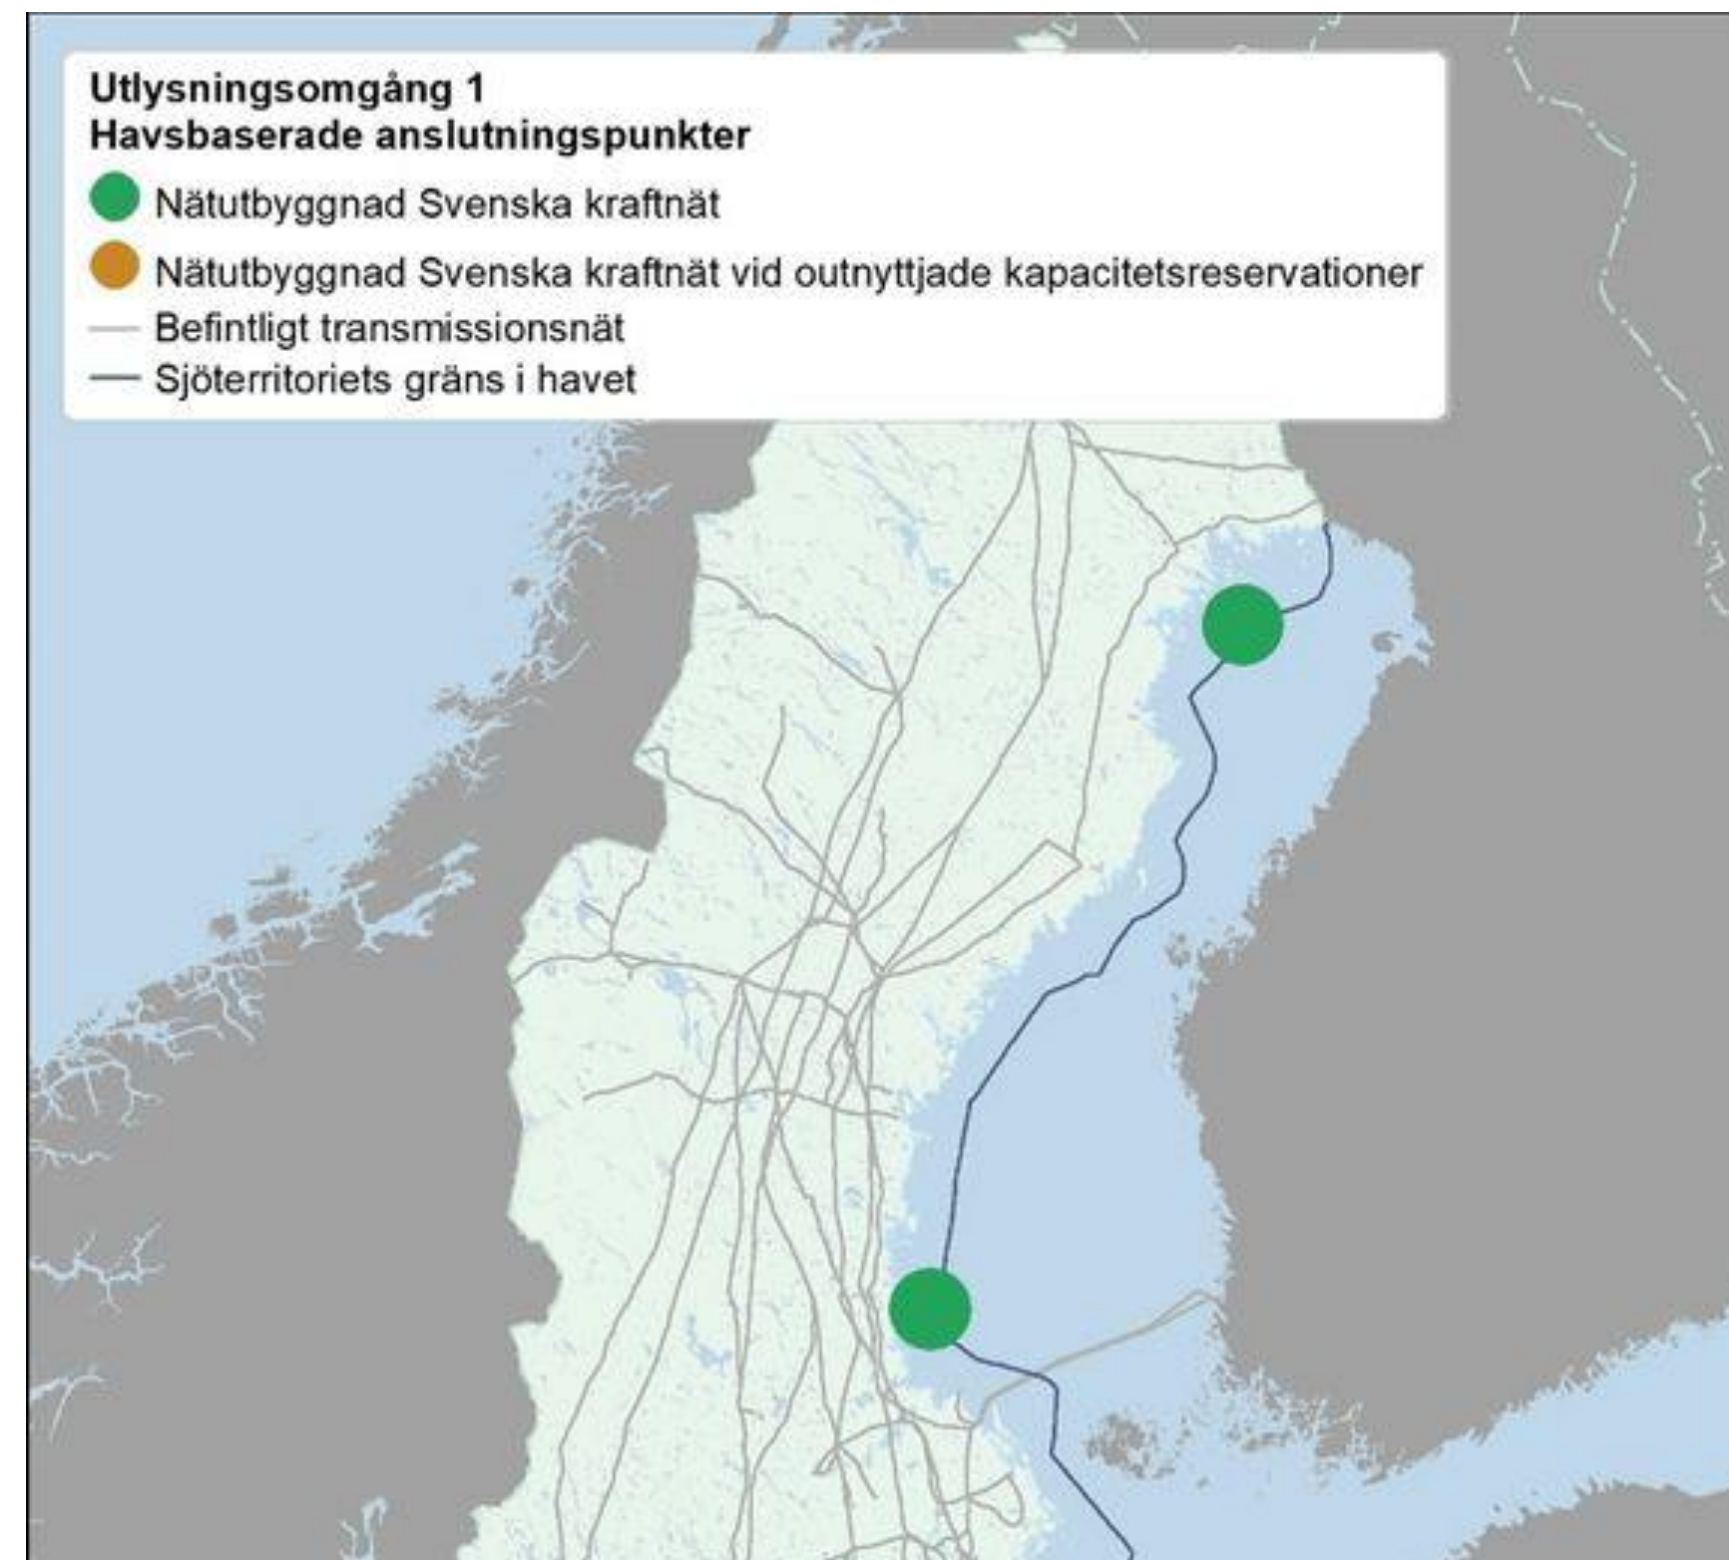 Utlysningsomgång 1
Havsbaserade anslutningspunkter
Nätutbyggnad Svenska kraftnät
Nätutbyggnad Svenska kraftnät vid outnyttjade kapacitetsreservationer
Befintligt transmissionsnät
Sjöterritoriets gräns i havet